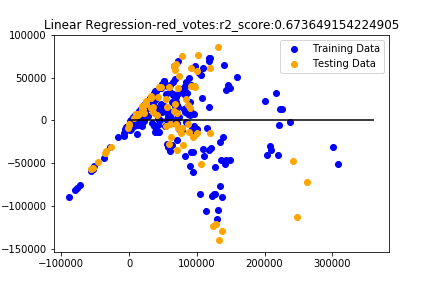 Linear Regression-red_votes:r2_score:0.673649154224905
Training Data
Testing Data
100000
50000
0
−50000
−100000
−150000
−100000 0 100000 200000 300000